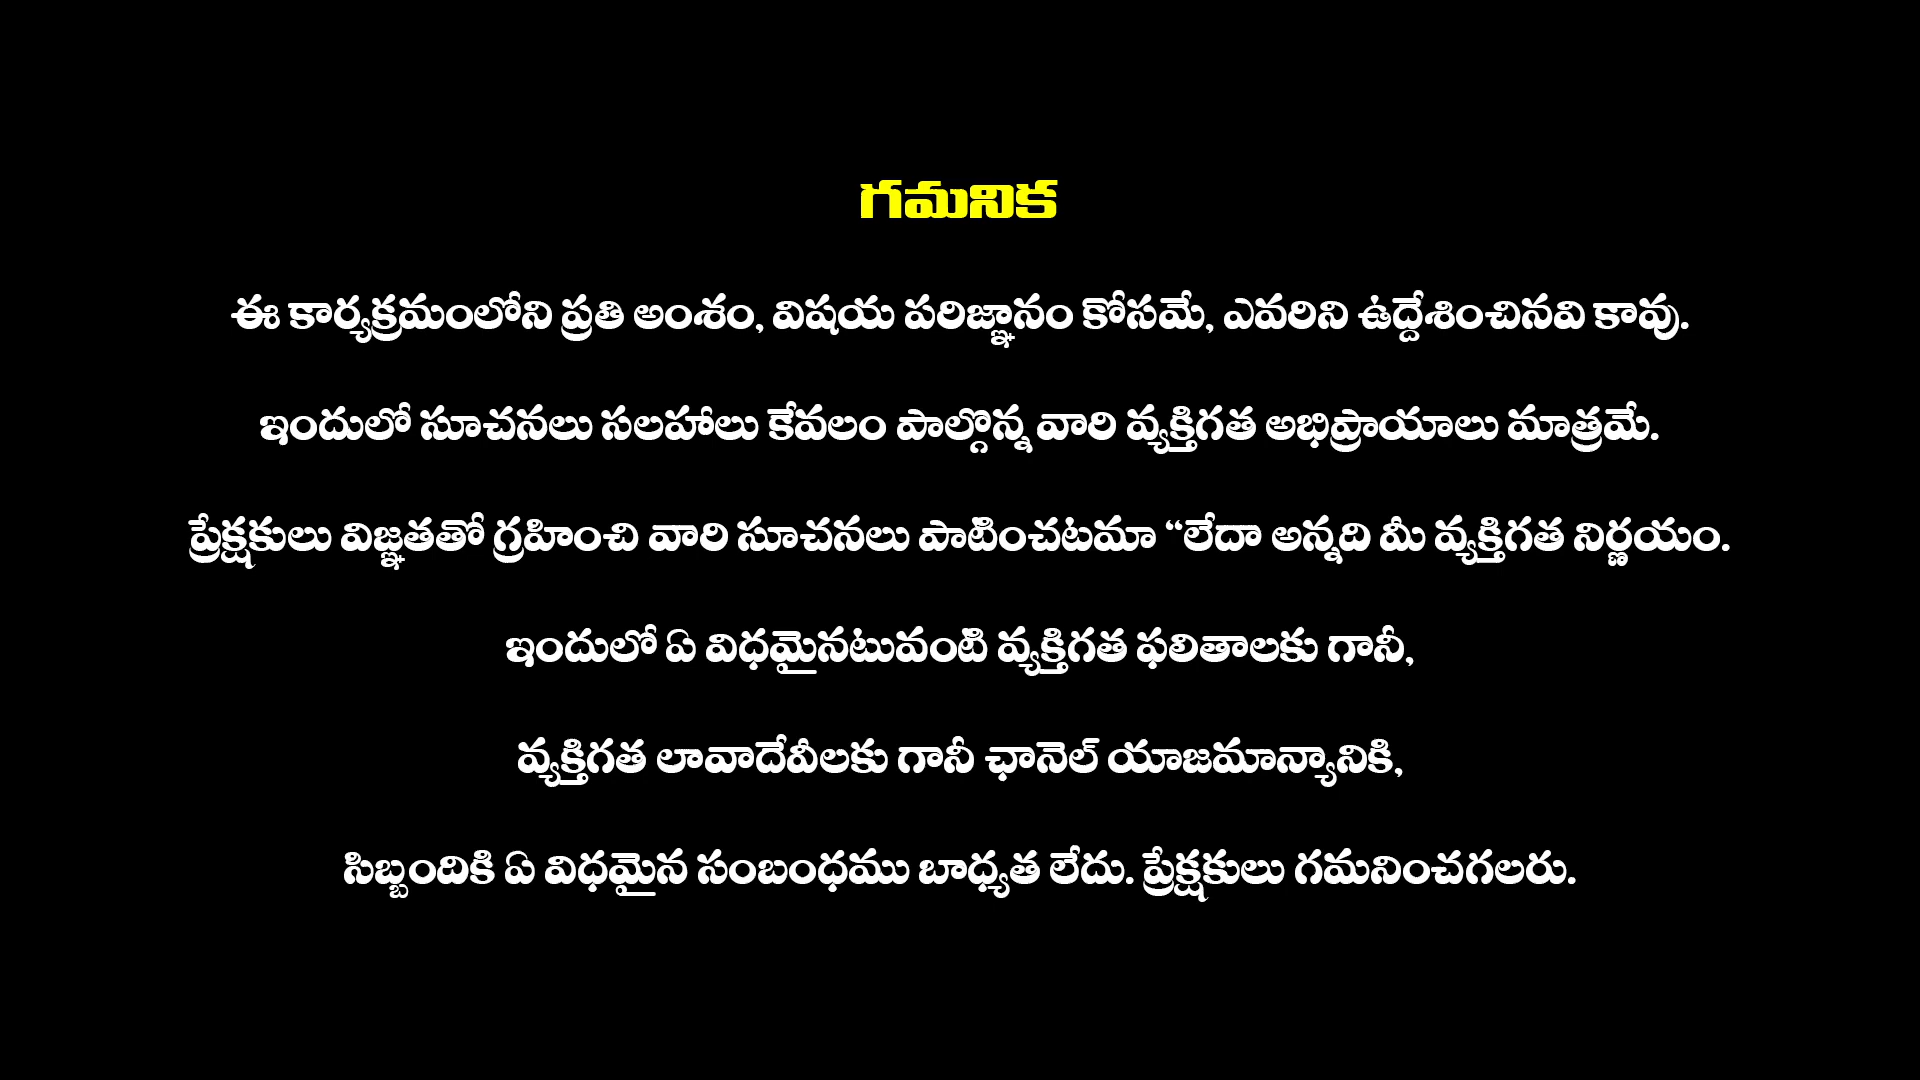 గమనిక
ఈ కార్యక్రమంలోని ప్రతి అంశం, విషయ పరిజ్ఞానం కోసమే, ఎవరిని ఉద్దేశించినవి కావు.
ఇందులో సూచనలు సలహాలు కేవలం పాల్గొన్న వారి వ్యక్తిగత అభిప్రాయాలు మాత్రమే.
ప్రేక్షకులు విజ్ఞతతో గ్రహించి వారి సూచనలు పాటించటమా “లేదా అన్నది మీ వ్యక్తిగత నిర్ణయం.
ఇందులో ఏ విధమైనటువంటి వ్యక్తిగత ఫలితాలకు గానీ,
వ్యక్తిగత లావాదేవీలకు గానీ ఛానెల్ యాజమాన్యానికి,
సిబ్బందికి ఏ విధమైన సంబంధము బాధ్యత లేదు. ప్రేక్షకులు గమనించగలరు.